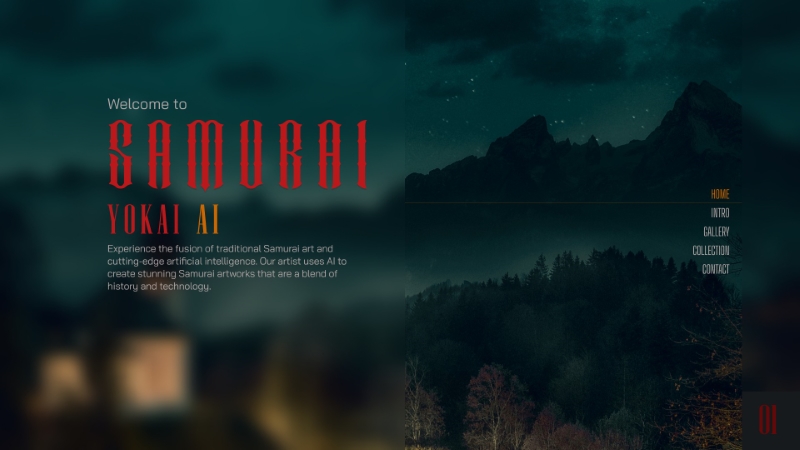 Welcome to
SAMURAI
YOKAI AI
Experience the fusion of traditional Samurai art and
cutting-edge artificial intelligence. Our artist uses AI to
create stunning Samurai artworks that are a blend of
history and technology.
HOME
INTRO
GALLERY
COLLECTION
CONTACT
01